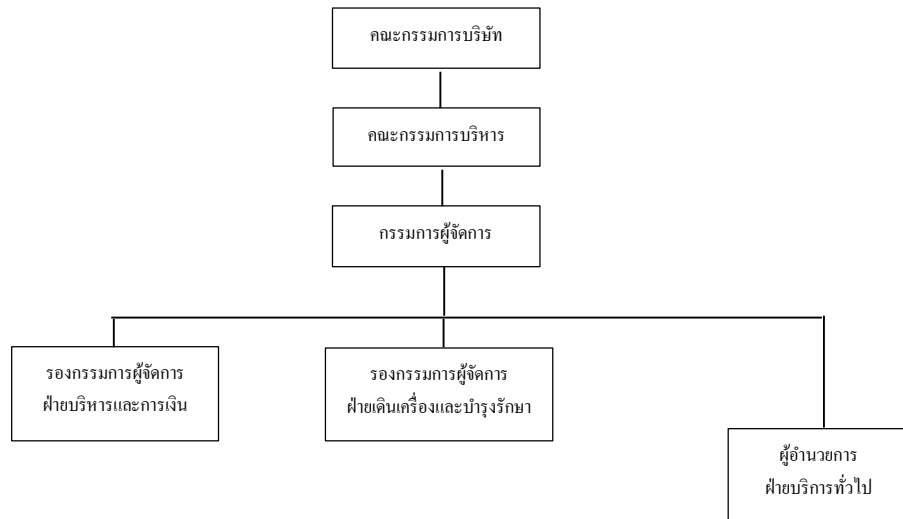 คณะกรรมการบริษัท
คณะกรรมการบริหาร
กรรมการผู้จัดการ
รองกรรมการผู้จัดการ
ฝ่ายบริหารและการเงิน
รองกรรมการผู้จัดการ
ฝ่ายเดินเครื่องและบำรุงรักษา
ผู้อำนวยการ
ฝ่ายบริการทั่วไป